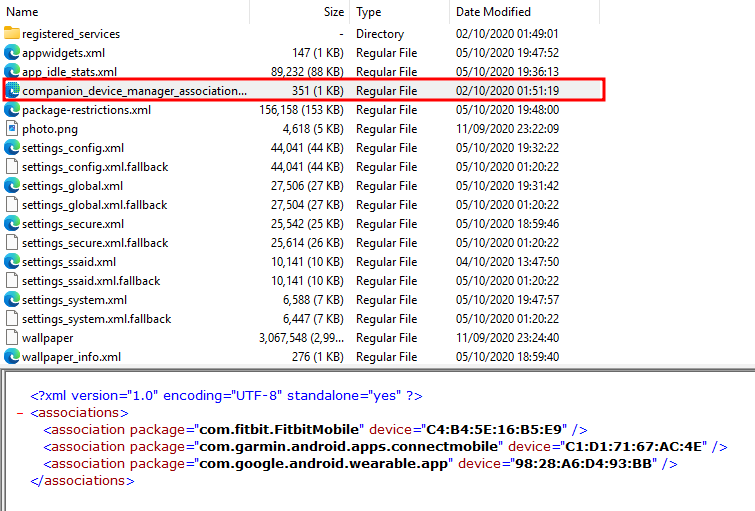 Name Size Type Date Modified
registered_services - Directory 02/10/2020 01:49:01
appwidgets.xml 147 (1 KB) Regular File 05/10/2020 19:47:52
app_idle_stats.xml 89,232 (88 KB) Regular File 05/10/2020 19:36:13
companion_device_manager_association... 351 (1 KB) Regular File 02/10/2020 01:51:19
package-restrictions.xml 156,158 (153 KB) Regular File 05/10/2020 19:48:00
photo.png 4,618 (5 KB) Regular File 11/09/2020 23:22:09
settings_config.xml 44,041 (44 KB) Regular File 05/10/2020 19:32:22
settings_config.xml.fallback 44,041 (44 KB) Regular File 05/10/2020 01:20:22
settings_global.xml 27,506 (27 KB) Regular File 05/10/2020 19:31:42
settings_global.xml.fallback 27,504 (27 KB) Regular File 05/10/2020 01:20:22
settings_secure.xml 25,542 (25 KB) Regular File 05/10/2020 18:59:46
settings_secure.xml.fallback 25,614 (26 KB) Regular File 05/10/2020 01:20:22
settings_ssaid.xml 10,141 (10 KB) Regular File 04/10/2020 13:47:50
settings_ssaid.xml.fallback 10,141 (10 KB) Regular File 05/10/2020 01:20:22
settings_system.xml 6,588 (7 KB) Regular File 05/10/2020 19:47:57
settings_system.xml.fallback 6,447 (7 KB) Regular File 05/10/2020 01:20:22
wallpaper 3,067,548 (2,99... Regular File 11/09/2020 23:24:40
wallpaper_info.xml 276 (1 KB) Regular File 05/10/2020 18:59:40
<?xml version="1.0" encoding="UTF-8" standalone="yes" ?>
- <associations>
<association package="com.fitbit.FitbitMobile" device="C4:B4:5E:16:B5:E9" />
<association package="com.garmin.android.apps.connectmobile" device="C1:D1:71:67:AC:4E" />
<association package="com.google.android.wearable.app" device="98:28:A6:D4:93:BB" />
</associations>